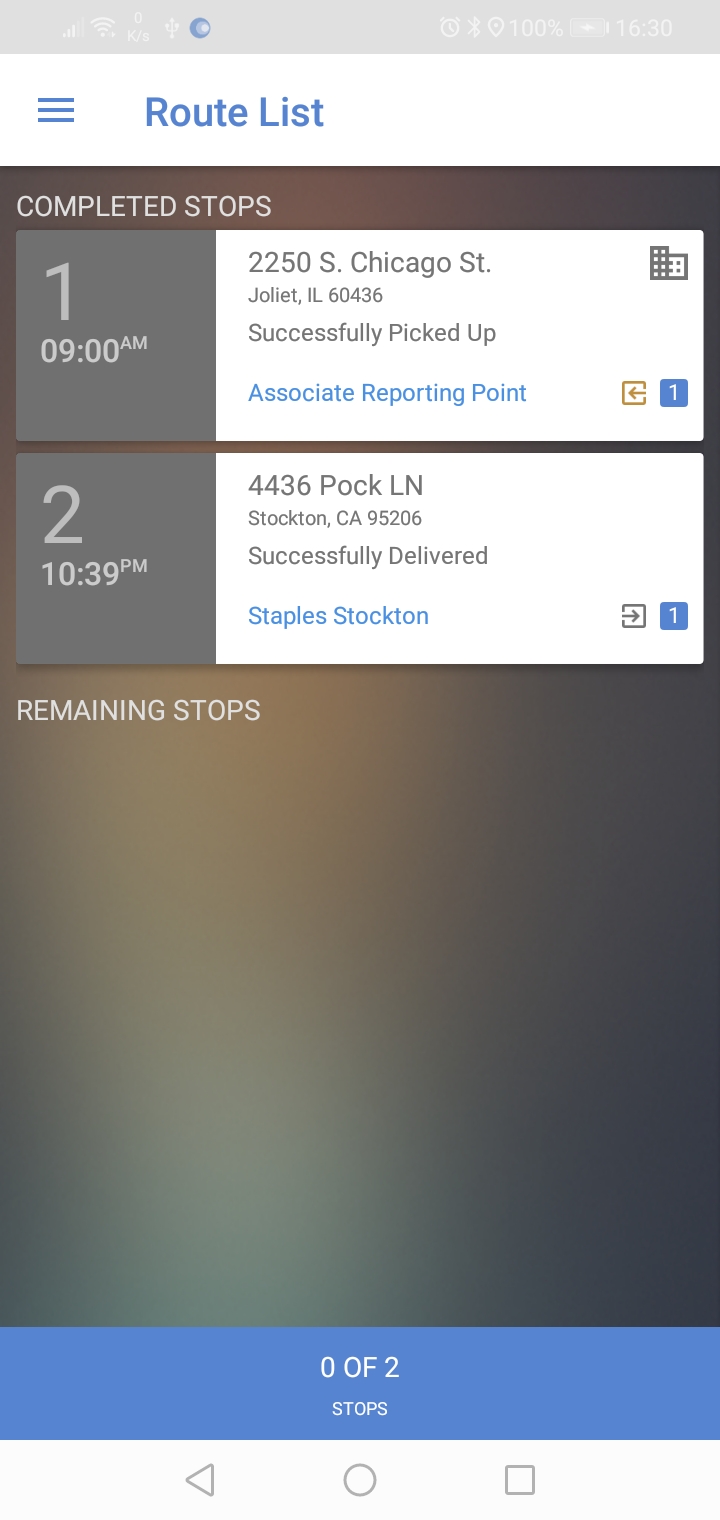 0
K/s
100%
16:30
Route List
COMPLETED STOPS
1
09:00AM
2250 S. Chicago St.
Joliet, IL 60436
Successfully Picked Up
Associate Reporting Point
1
2
10:39PM
4436 Pock LN
Stockton, CA 95206
Successfully Delivered
Staples Stockton
1
REMAINING STOPS
0 OF 2
STOPS